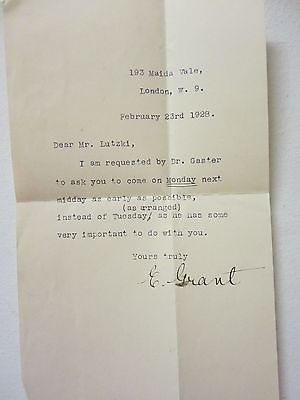 193 Maida Vale,
London, W. 9.
February 23rd 1928.
Dear Mr. Lutzki,
I am requested by Dr. Gaster
to ask you to come on Monday next
midday as early as possible,
(as arranged)
instead of Tuesday/ as he has some
very important to do with you.
Yours truly
E. Grant